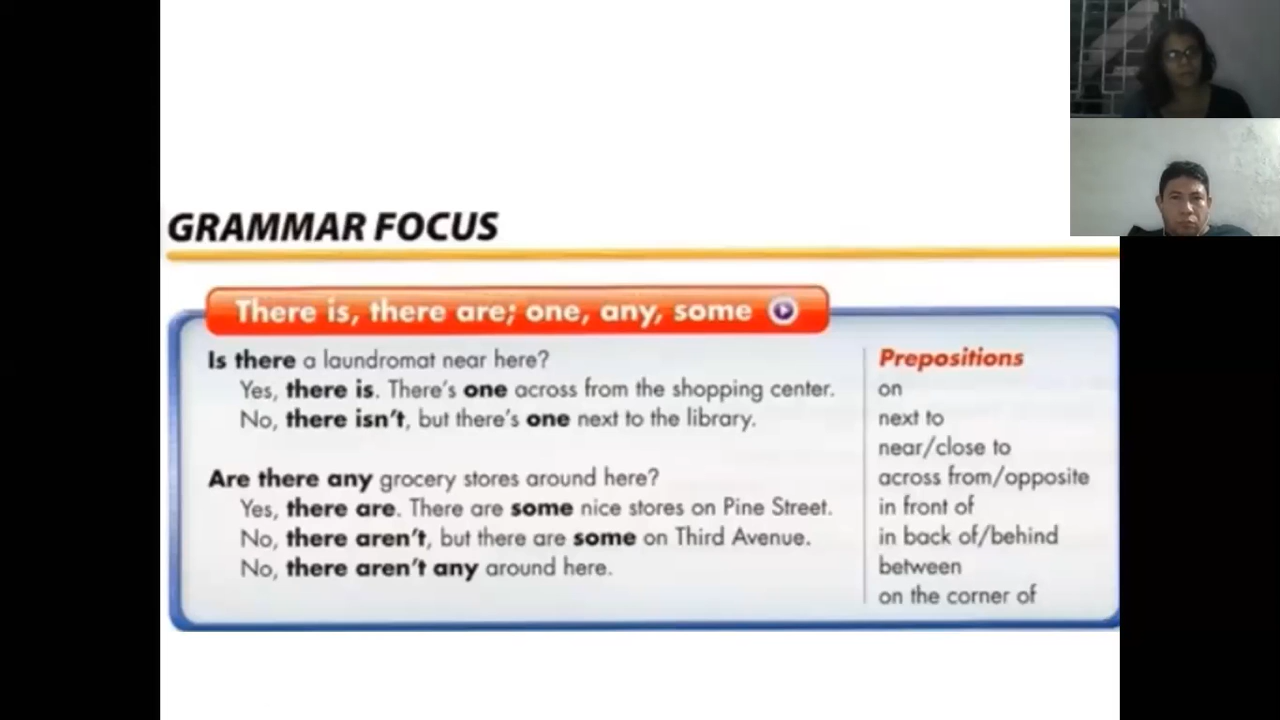 GRAMMAR FOCUS
There is, there are; one, any, some
Is there a laundromat near here?
Yes, there is. There's one across from the shopping center.
No, there isn't, but there's one next to the library.
Are there any grocery stores around here?
Yes, there are. There are some nice stores on Pine Street.
No, there aren't, but there are some on Third Avenue.
No, there aren't any around here.
Prepositions
on
next to
near/close to
across from/opposite
in front of
in back of/behind
between
on the corner of